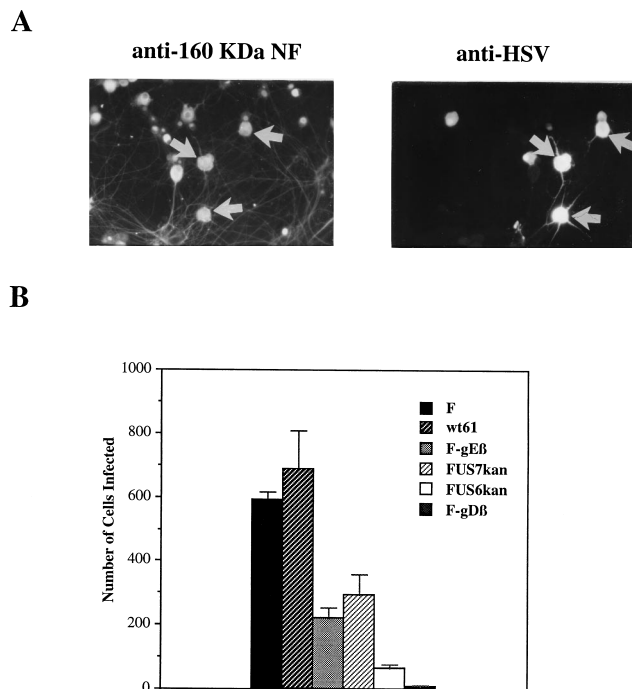 A
anti-160 KDa NF
anti-HSV
B
1000
800
600
400
200
0
Number of Cells Infected
F
wt61
F-gEß
FUS7kan
FUS6kan
F-gDß